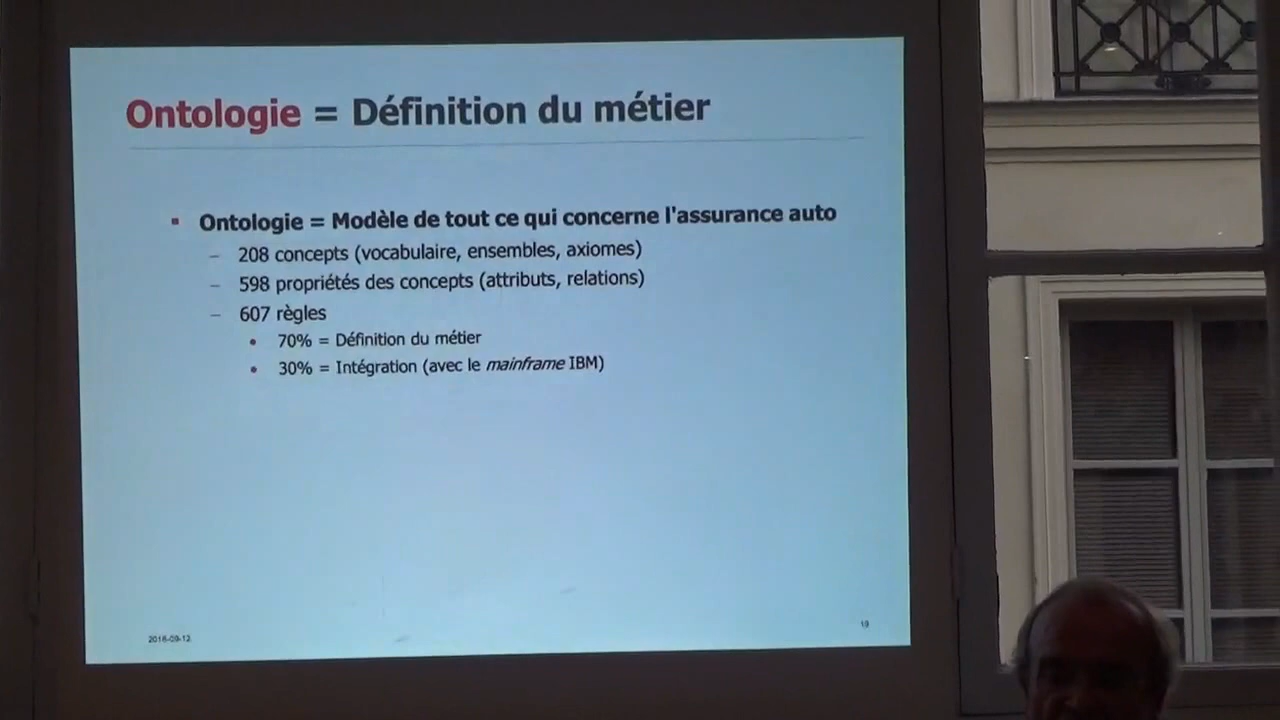 Ontologie = Définition du métier
▪ Ontologie = Modèle de tout ce qui concerne l'assurance auto
– 208 concepts (vocabulaire, ensembles, axiomes)
– 598 propriétés des concepts (attributs, relations)
– 607 règles
• 70% = Définition du métier
• 30% = Intégration (avec le mainframe IBM)
2016-09-12
19